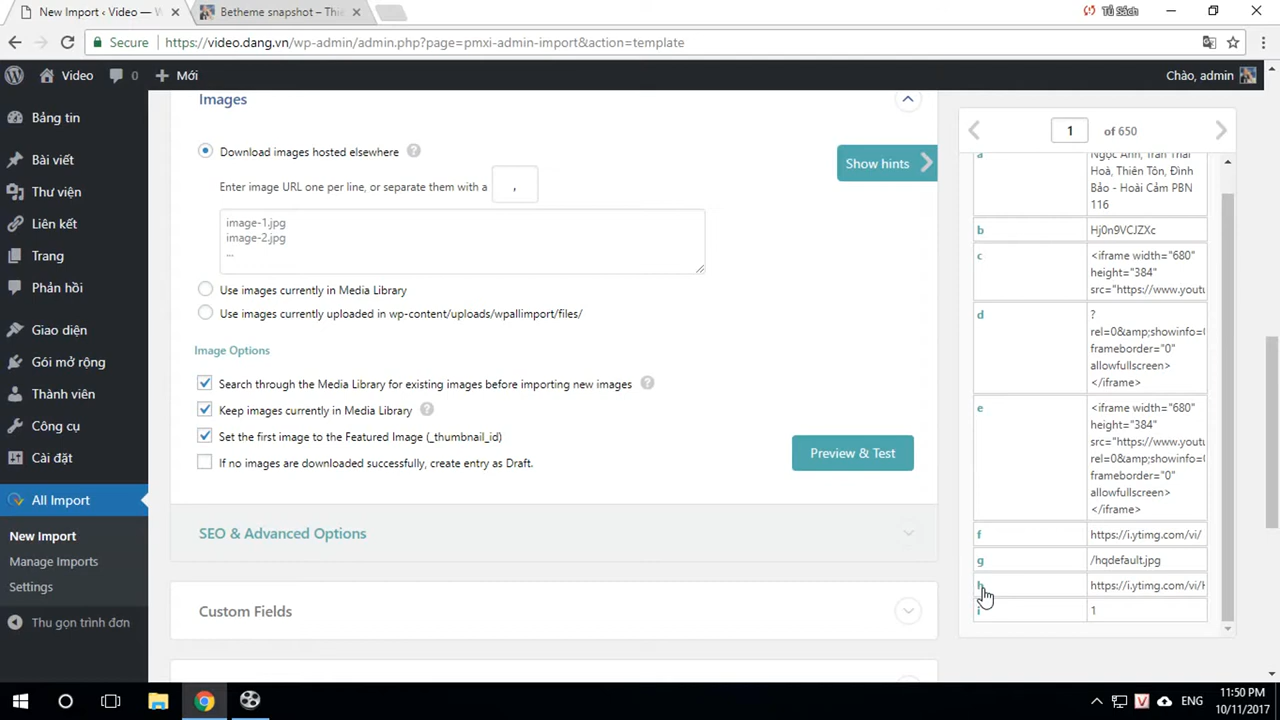 New Import ‹ Video — W
Betheme snapshot – Thi
Tủ Sách
Secure
https://video.dang.vn/wp-admin/admin.php?page=pmxi-admin-import&action=template
Video
0
Mới
Chào, admin
Bảng tin
Bài viết
Thư viện
Liên kết
Trang
Phản hồi
Giao diện
Gói mở rộng
Thành viên
Công cụ
Cài đặt
All Import
New Import
Manage Imports
Settings
Thu gọn trình đơn
Images
Download images hosted elsewhere ?
Show hints
Enter image URL one per line, or separate them with a ,
image-1.jpg
image-2.jpg
...
Use images currently in Media Library
Use images currently uploaded in wp-content/uploads/wpallimport/files/
Image Options
Search through the Media Library for existing images before importing new images ?
Keep images currently in Media Library ?
Set the first image to the Featured Image (_thumbnail_id)
If no images are downloaded successfully, create entry as Draft.
Preview & Test
SEO & Advanced Options
Custom Fields
1 of 650
a
Ngọc Anh, Trần Thái
Hoà, Thiên Tôn, Đình
Bảo - Hoài Cảm PBN
116
b Hj0n9VCJZXc
c <iframe width="680"
height="384"
src="https://www.yout
d ?
rel=0&amp;showinfo=
frameborder="0"
allowfullscreen>
</iframe>
e <iframe width="680"
height="384"
src="https://www.yout
rel=0&amp;showinfo=
frameborder="0"
allowfullscreen>
</iframe>
f https://i.ytimg.com/vi/
g /hqdefault.jpg
h https://i.ytimg.com/vi/H
i 1
ENG
11:50 PM
10/11/2017